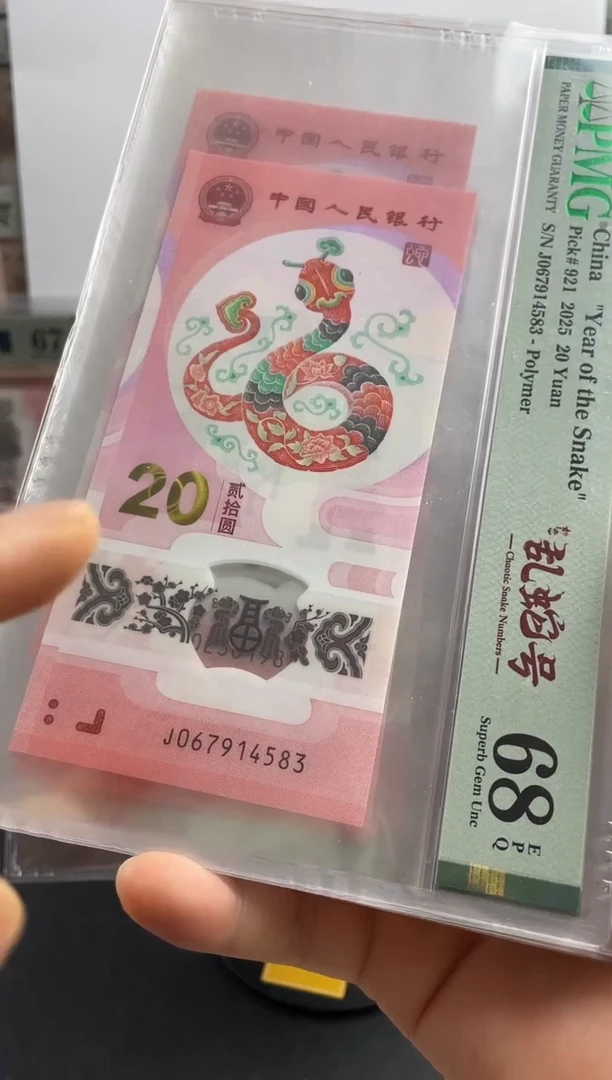 中国人民银行
中国人民银行
20
贰拾圆
J067914583
PMG
PAPER MONEY GUARANTY
China "Year of the Snake"
Pick# 921 2025 20 Yuan
S/N J067914583 - Polymer
乱蛇号
— Chaotic Snake Numbers —
68
EPQ
Superb Gem Unc
67